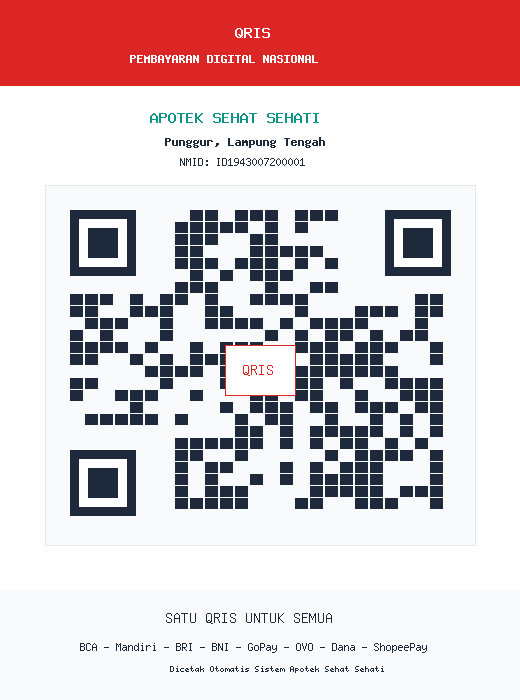 QRIS
PEMBAYARAN DIGITAL NASIONAL
APOTEK SEHAT SEHATI
Punggur, Lampung Tengah
NMID: ID1943007200001
QRIS
SATU QRIS UNTUK SEMUA
BCA - Mandiri - BRI - BNI - GoPay - OVO - Dana - ShopeePay
Dicetak Otomatis Sistem Apotek Sehat Sehati